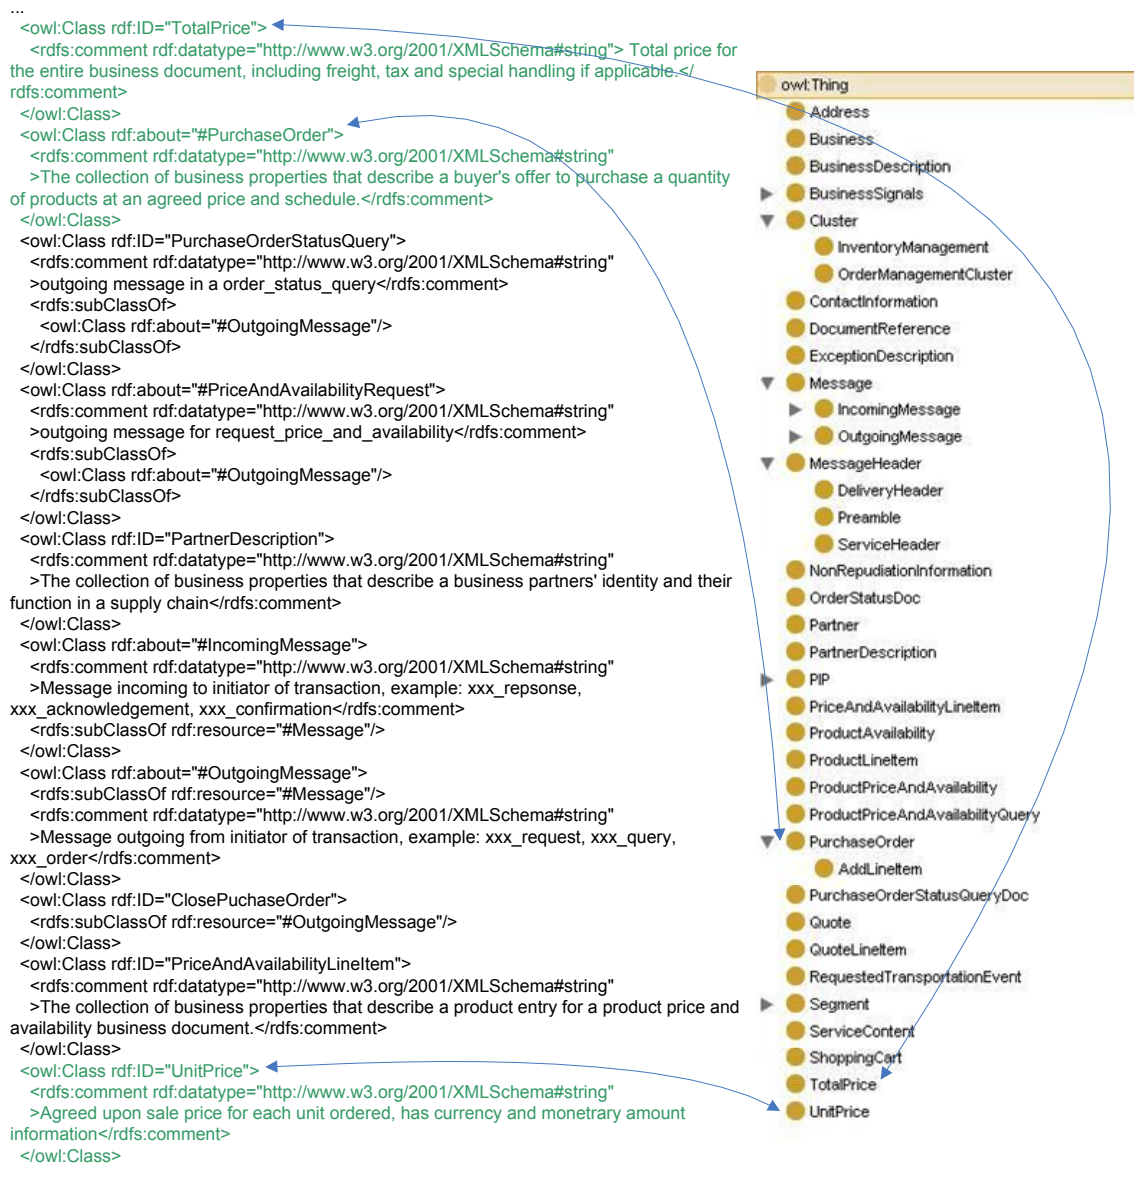 ...
<owl:Class rdf:ID="TotalPrice">
<rdfs:comment rdf:datatype="http://www.w3.org/2001/XMLSchema#string"> Total price for
the entire business document, including freight, tax and special handling if applicable.</
rdfs:comment>
</owl:Class>
<owl:Class rdf:about="#PurchaseOrder">
<rdfs:comment rdf:datatype="http://www.w3.org/2001/XMLSchema#string"
>The collection of business properties that describe a buyer's offer to purchase a quantity
of products at an agreed price and schedule.</rdfs:comment>
</owl:Class>
<owl:Class rdf:ID="PurchaseOrderStatusQuery">
<rdfs:comment rdf:datatype="http://www.w3.org/2001/XMLSchema#string"
>outgoing message in a order_status_query</rdfs:comment>
<rdfs:subClassOf>
<owl:Class rdf:about="#OutgoingMessage"/>
</rdfs:subClassOf>
</owl:Class>
<owl:Class rdf:about="#PriceAndAvailabilityRequest">
<rdfs:comment rdf:datatype="http://www.w3.org/2001/XMLSchema#string"
>outgoing message for request_price_and_availability</rdfs:comment>
<rdfs:subClassOf>
<owl:Class rdf:about="#OutgoingMessage"/>
</rdfs:subClassOf>
</owl:Class>
<owl:Class rdf:ID="PartnerDescription">
<rdfs:comment rdf:datatype="http://www.w3.org/2001/XMLSchema#string"
>The collection of business properties that describe a business partners' identity and their
function in a supply chain</rdfs:comment>
</owl:Class>
<owl:Class rdf:about="#IncomingMessage">
<rdfs:comment rdf:datatype="http://www.w3.org/2001/XMLSchema#string"
>Message incoming to initiator of transaction, example: xxx_repsonse,
xxx_acknowledgement, xxx_confirmation</rdfs:comment>
<rdfs:subClassOf rdf:resource="#Message"/>
</owl:Class>
<owl:Class rdf:about="#OutgoingMessage">
<rdfs:subClassOf rdf:resource="#Message"/>
<rdfs:comment rdf:datatype="http://www.w3.org/2001/XMLSchema#string"
>Message outgoing from initiator of transaction, example: xxx_request, xxx_query,
xxx_order</rdfs:comment>
</owl:Class>
<owl:Class rdf:ID="ClosePuchaseOrder">
<rdfs:subClassOf rdf:resource="#OutgoingMessage"/>
</owl:Class>
<owl:Class rdf:ID="PriceAndAvailabilityLineItem">
<rdfs:comment rdf:datatype="http://www.w3.org/2001/XMLSchema#string"
>The collection of business properties that describe a product entry for a product price and
availability business document.</rdfs:comment>
</owl:Class>
<owl:Class rdf:ID="UnitPrice">
<rdfs:comment rdf:datatype="http://www.w3.org/2001/XMLSchema#string"
>Agreed upon sale price for each unit ordered, has currency and monetrary amount
information</rdfs:comment>
</owl:Class>
owl:Thing
Address
Business
BusinessDescription
BusinessSignals
Cluster
InventoryManagement
OrderManagementCluster
ContactInformation
DocumentReference
ExceptionDescription
Message
IncomingMessage
OutgoingMessage
MessageHeader
DeliveryHeader
Preamble
ServiceHeader
NonRepudiationInformation
OrderStatusDoc
Partner
PartnerDescription
PIP
PriceAndAvailabilityLineItem
ProductAvailability
ProductLineItem
ProductPriceAndAvailability
ProductPriceAndAvailabilityQuery
PurchaseOrder
AddLineItem
PurchaseOrderStatusQueryDoc
Quote
QuoteLineItem
RequestedTransportationEvent
Segment
ServiceContent
ShoppingCart
TotalPrice
UnitPrice